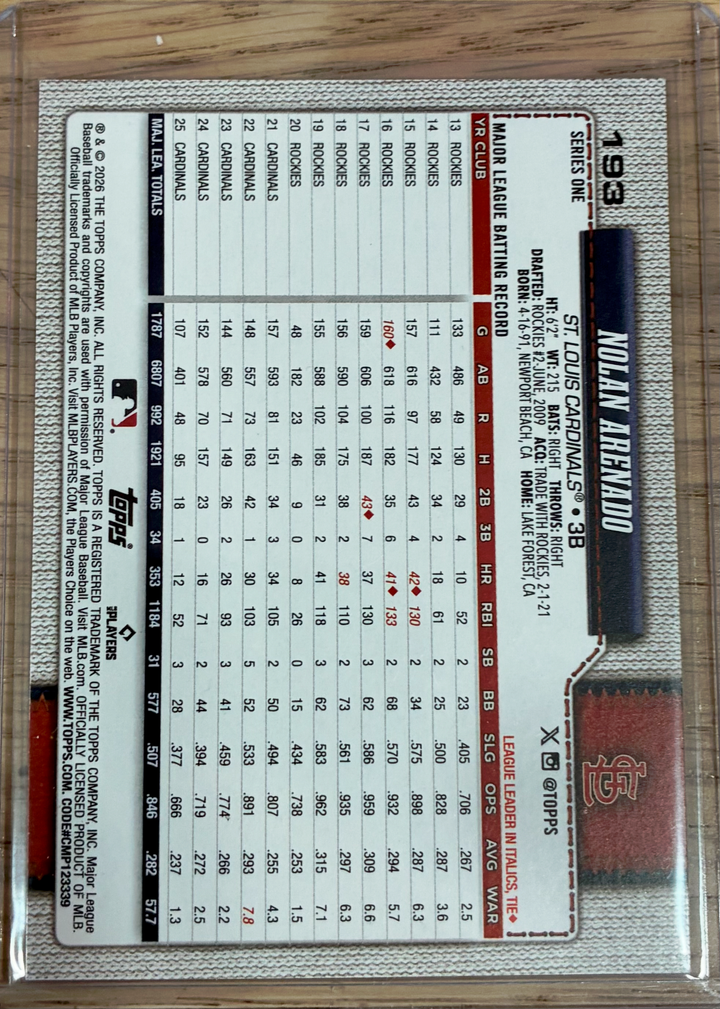 193
SERIES ONE
NOLAN ARENADO
ST. LOUIS CARDINALS® • 3B
HT: 6'2" WT: 215 BATS: RIGHT THROWS: RIGHT
DRAFTED: ROCKIES #2-JUNE, 2009 ACQ: TRADE WITH ROCKIES, 2-1-21
BORN: 4-16-91, NEWPORT BEACH, CA HOME: LAKE FOREST, CA
STL
@TOPPS
MAJOR LEAGUE BATTING RECORD LEAGUE LEADER IN ITALICS, TIE♦
YR CLUB G AB R H 2B 3B HR RBI SB BB SLG OPS AVG WAR
13 ROCKIES 133 486 49 130 29 4 10 52 2 23 .405 .706 .267 2.5
14 ROCKIES 111 432 58 124 34 2 18 61 2 25 .500 .828 .287 3.6
15 ROCKIES 157 616 97 177 43 4 42♦ 130 2 34 .575 .898 .287 6.3
16 ROCKIES 160♦ 618 116 182 35 6 41♦ 133 2 68 .570 .932 .294 5.7
17 ROCKIES 159 606 100 187 43♦ 7 37 130 3 62 .586 .959 .309 6.6
18 ROCKIES 156 590 104 175 38 2 38 110 2 73 .561 .935 .297 6.3
19 ROCKIES 155 588 102 185 31 2 41 118 3 62 .583 .962 .315 7.1
20 ROCKIES 48 182 23 46 9 0 8 26 0 15 .434 .738 .253 1.5
21 CARDINALS 157 593 81 151 34 3 34 105 2 50 .494 .807 .255 4.3
22 CARDINALS 148 557 73 163 42 1 30 103 5 52 .533 .891 .293 7.8
23 CARDINALS 144 560 71 149 26 2 26 93 3 41 .459 .774* .266 2.2
24 CARDINALS 152 578 70 157 23 0 16 71 2 44 .394 .719 .272 2.5
25 CARDINALS 107 401 48 95 18 1 12 52 3 28 .377 .666 .237 1.3
MAJ. LEA. TOTALS 1787 6807 992 1921 405 34 353 1184 31 577 .507 .846 .282 57.7
topps® PLAYERS
® & © 2026 THE TOPPS COMPANY, INC. ALL RIGHTS RESERVED. TOPPS IS A REGISTERED TRADEMARK OF THE TOPPS COMPANY, INC. Major League
Baseball trademarks and copyrights are used with permission of Major League Baseball. Visit MLB.com. OFFICIALLY LICENSED PRODUCT OF MLB.
Officially Licensed Product of MLB Players, Inc. Visit MLBPLAYERS.COM, the Players Choice on the web. WWW.TOPPS.COM. CODE#CMP123339